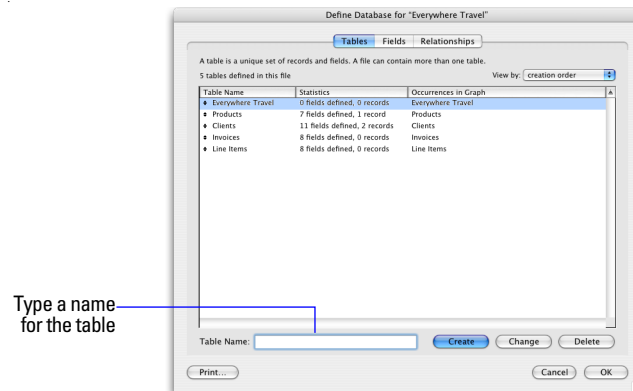 Define Database for “Everywhere Travel”
Tables Fields Relationships
A table is a unique set of records and fields. A file can contain more than one table.
5 tables defined in this file View by: creation order
Table Name Statistics Occurrences in Graph
Everywhere Travel 0 fields defined, 0 records Everywhere Travel
Products 7 fields defined, 1 record Products
Clients 11 fields defined, 2 records Clients
Invoices 8 fields defined, 0 records Invoices
Line Items 8 fields defined, 0 records Line Items
Type a name
for the table
Table Name: Create Change Delete
Print... Cancel OK